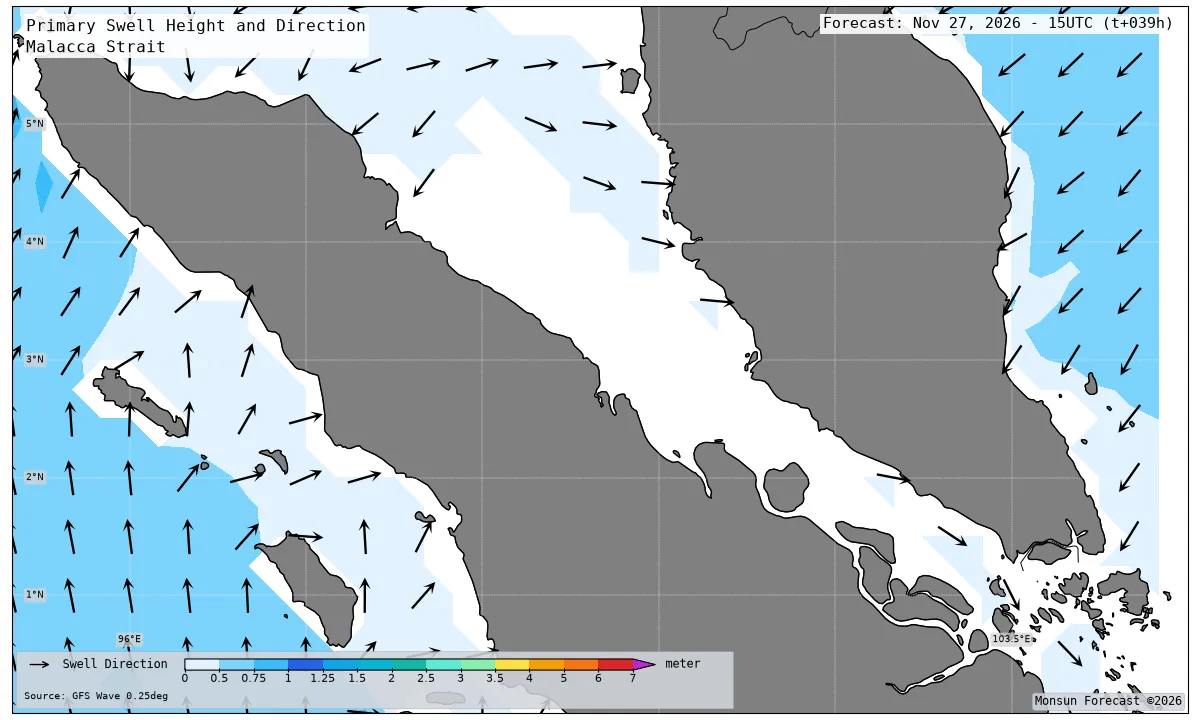 Primary Swell Height and Direction
Malacca Strait
Forecast: Nov 27, 2026 - 15UTC (t+039h)
5°N
4°N
3°N
2°N
1°N
96°E
103.5°E
Swell Direction
meter
0 0.5 0.75 1 1.25 1.5 2 2.5 3 3.5 4 5 6 7
Source: GFS Wave 0.25deg
Monsun Forecast ©2026